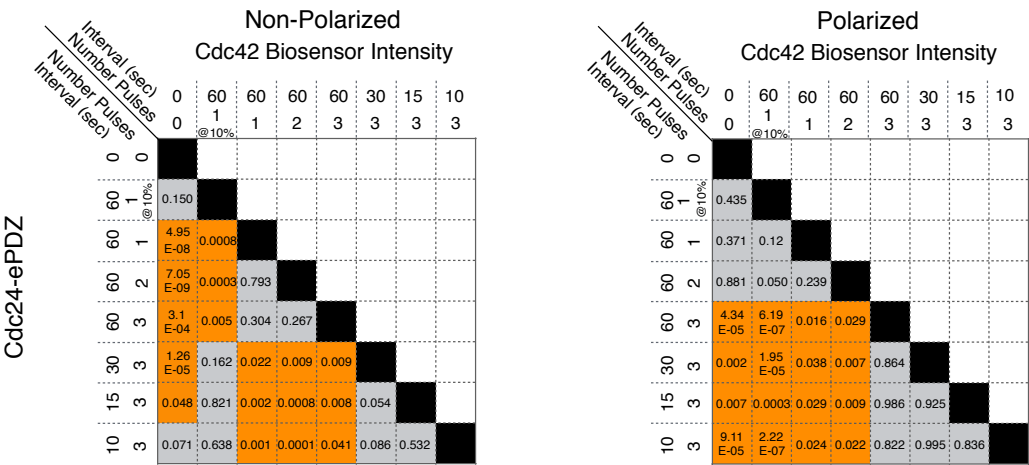 Non-Polarized
Cdc42 Biosensor Intensity
Interval (sec)
Number Pulses
Number Pulses
Interval (sec)
0 60 60 60 60 30 15 10
0 1 1 2 3 3 3 3
@10%
Cdc24-ePDZ
0 0
60 1 @10% 0.150
60 1 4.95 E-08 0.0008
60 2 7.05 E-09 0.0003 0.793
60 3 3.1 E-04 0.005 0.304 0.267
30 3 1.26 E-05 0.162 0.022 0.009 0.009
15 3 0.048 0.821 0.002 0.0008 0.008 0.054
10 3 0.071 0.638 0.001 0.0001 0.041 0.086 0.532
Polarized
Cdc42 Biosensor Intensity
Interval (sec)
Number Pulses
Number Pulses
Interval (sec)
0 60 60 60 60 30 15 10
0 1 1 2 3 3 3 3
@10%
0 0
60 1 @10% 0.435
60 1 0.371 0.12
60 2 0.881 0.050 0.239
60 3 4.34 E-05 6.19 E-07 0.016 0.029
30 3 0.002 1.95 E-05 0.038 0.007 0.864
15 3 0.007 0.0003 0.029 0.009 0.986 0.925
10 3 9.11 E-05 2.22 E-07 0.024 0.022 0.822 0.995 0.836